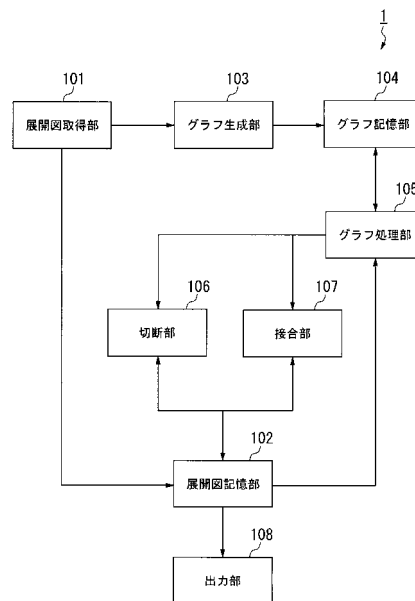 1
101
展開図取得部
103
グラフ生成部
104
グラフ記憶部
105
グラフ処理部
106
切断部
107
接合部
102
展開図記憶部
108
出力部